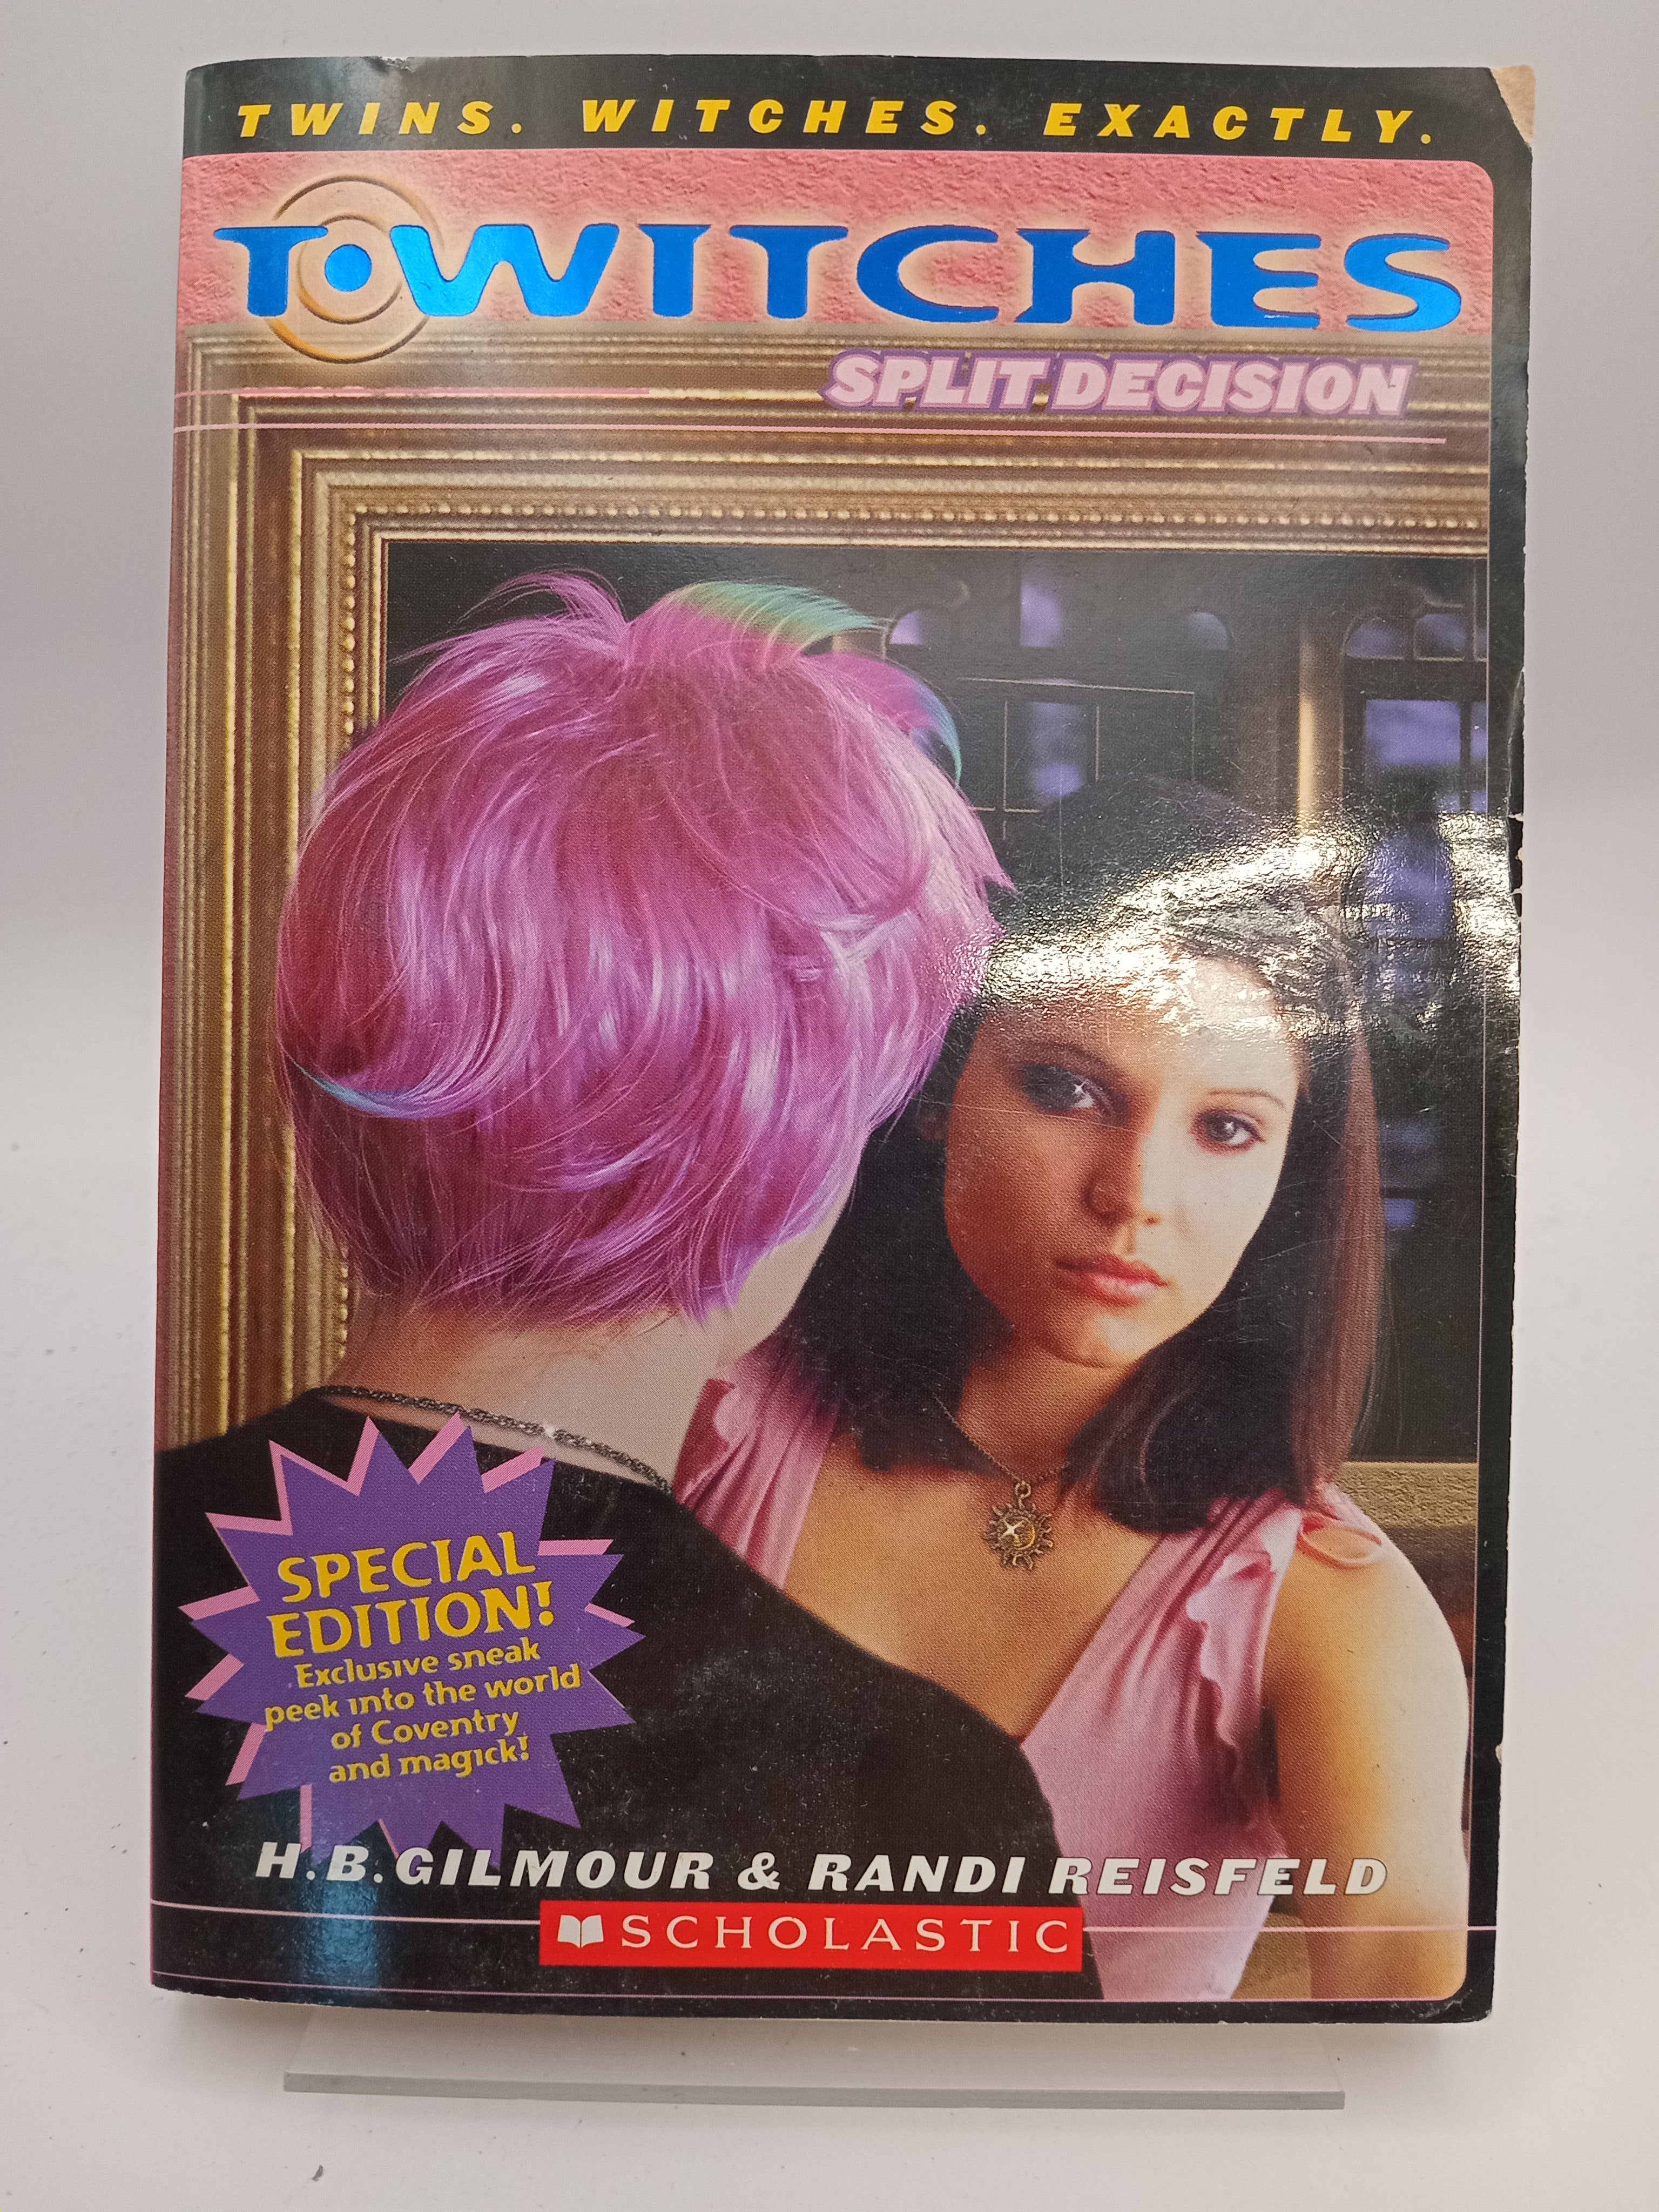 TWINS. WITCHES. EXACTLY.
T*WITCHES
SPLIT DECISION
SPECIAL
EDITION!
Exclusive sneak
peek into the world
of Coventry
and magick!
H.B. GILMOUR & RANDI REISFELD
SCHOLASTIC